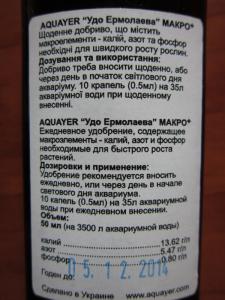 AQUAYER "Удо Ермолаева" МАКРО*
Щоденне добриво, що містить
макроелементи - калій, азот та фосфор
необхідні для швидкого росту рослин.
Дозування та використання:
Добриво треба вносити щоденно, або
через день в початок світлового дня
акваріуму. 10 крапель (0.5мл) на 35л
акваріумної води при щоденному
внесенні.
AQUAYER "Удо Ермолаева" МАКРО*
Ежедневное удобрение, содержащее
макроэлементы - калий, азот и фосфор
необходимые для быстрого роста
растений.
Дозировки и применение:
Удобрение рекомендуется вносить
ежедневно, или через день в начале
светового дня аквариума.
10 капель (0.5мл) на 35л аквариумной
воды при ежедневном внесении.
Объем:
50 мл (на 3500 л аквариумной воды)
калий 13.62 г/л
азот 5.47 г/л
фосфор 0.80 г/л
Годен до: 05.12.2014
Сделано в Украине www.aquayer.com